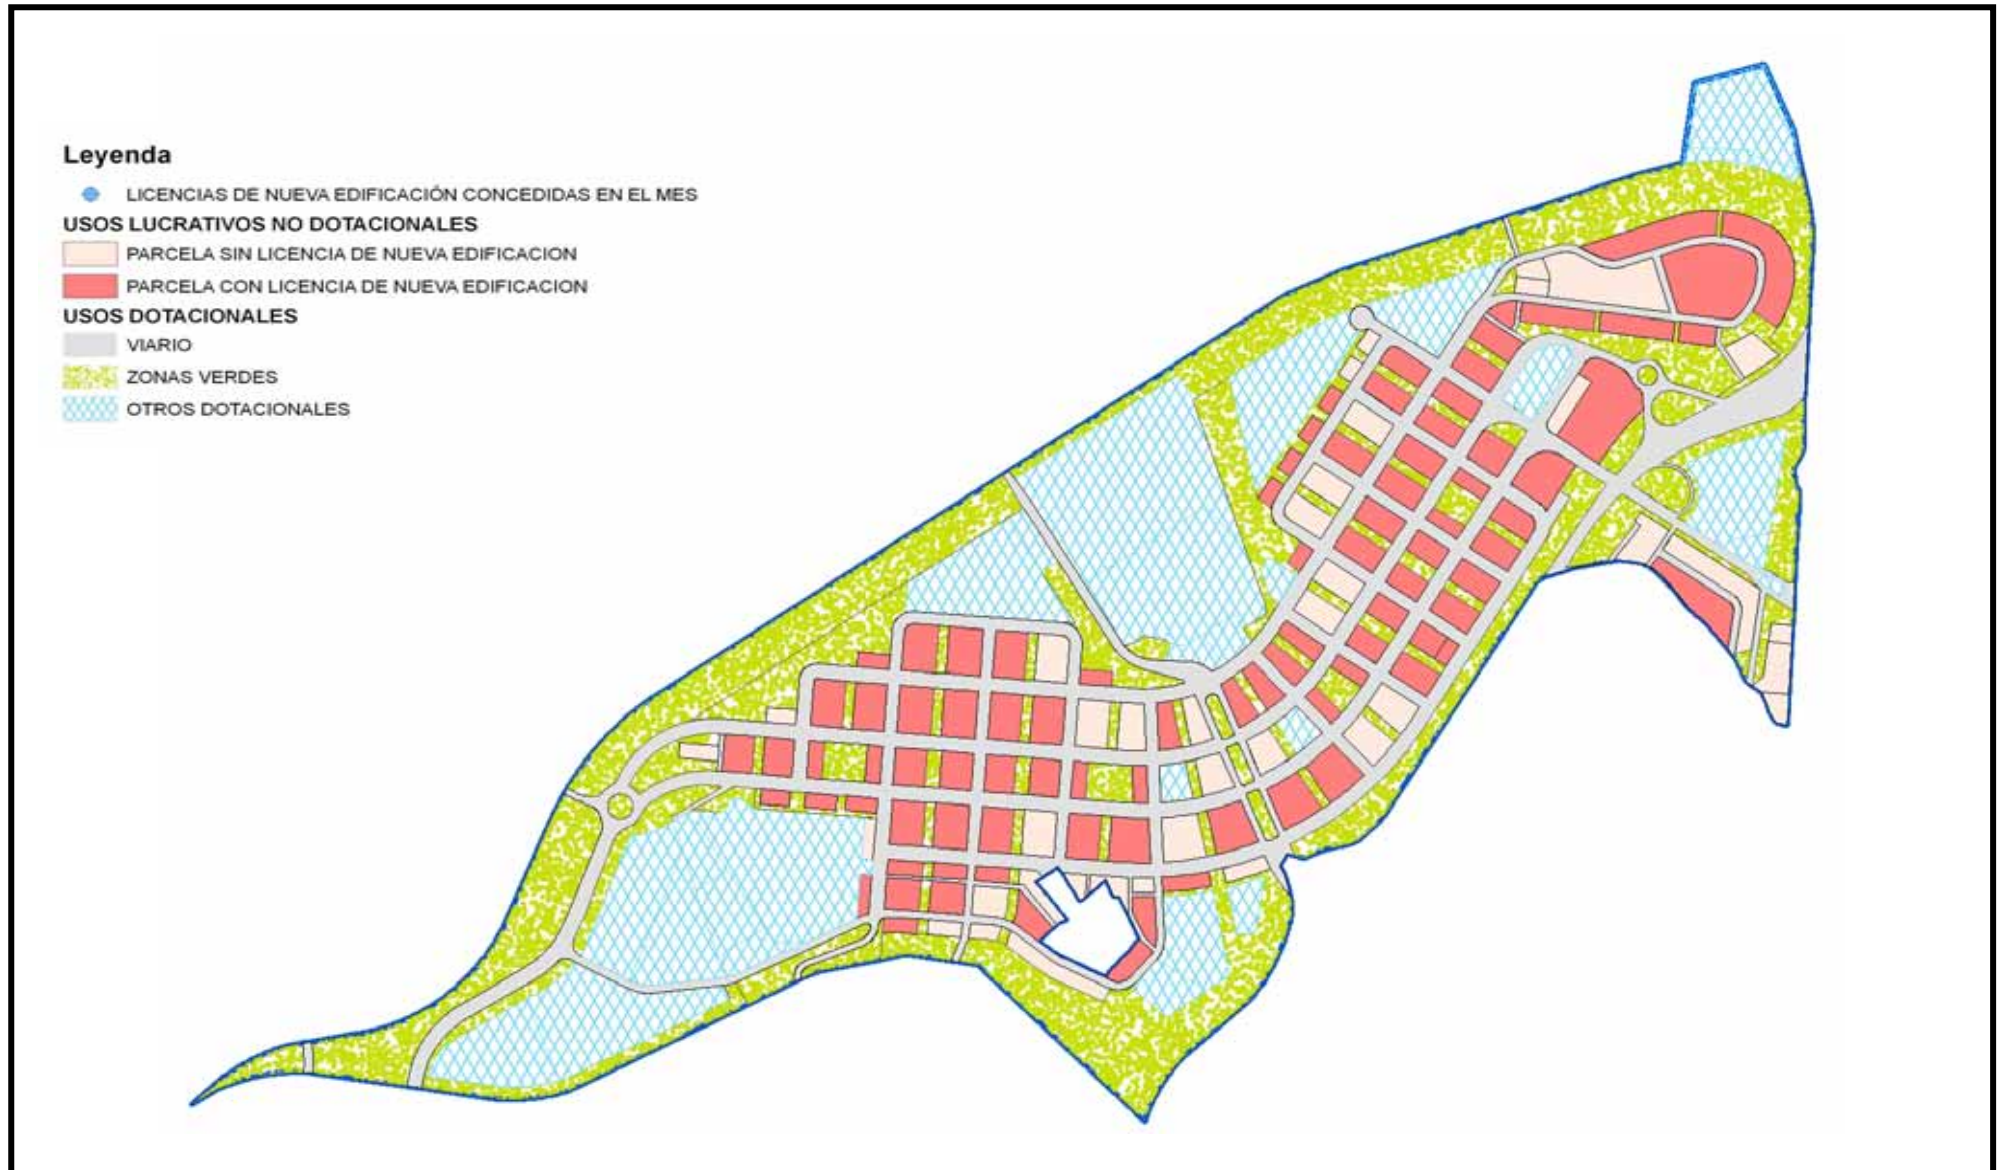 Leyenda
LICENCIAS DE NUEVA EDIFICACIÓN CONCEDIDAS EN EL MES
USOS LUCRATIVOS NO DOTACIONALES
PARCELA SIN LICENCIA DE NUEVA EDIFICACION
PARCELA CON LICENCIA DE NUEVA EDIFICACION
USOS DOTACIONALES
VIARIO
ZONAS VERDES
OTROS DOTACIONALES